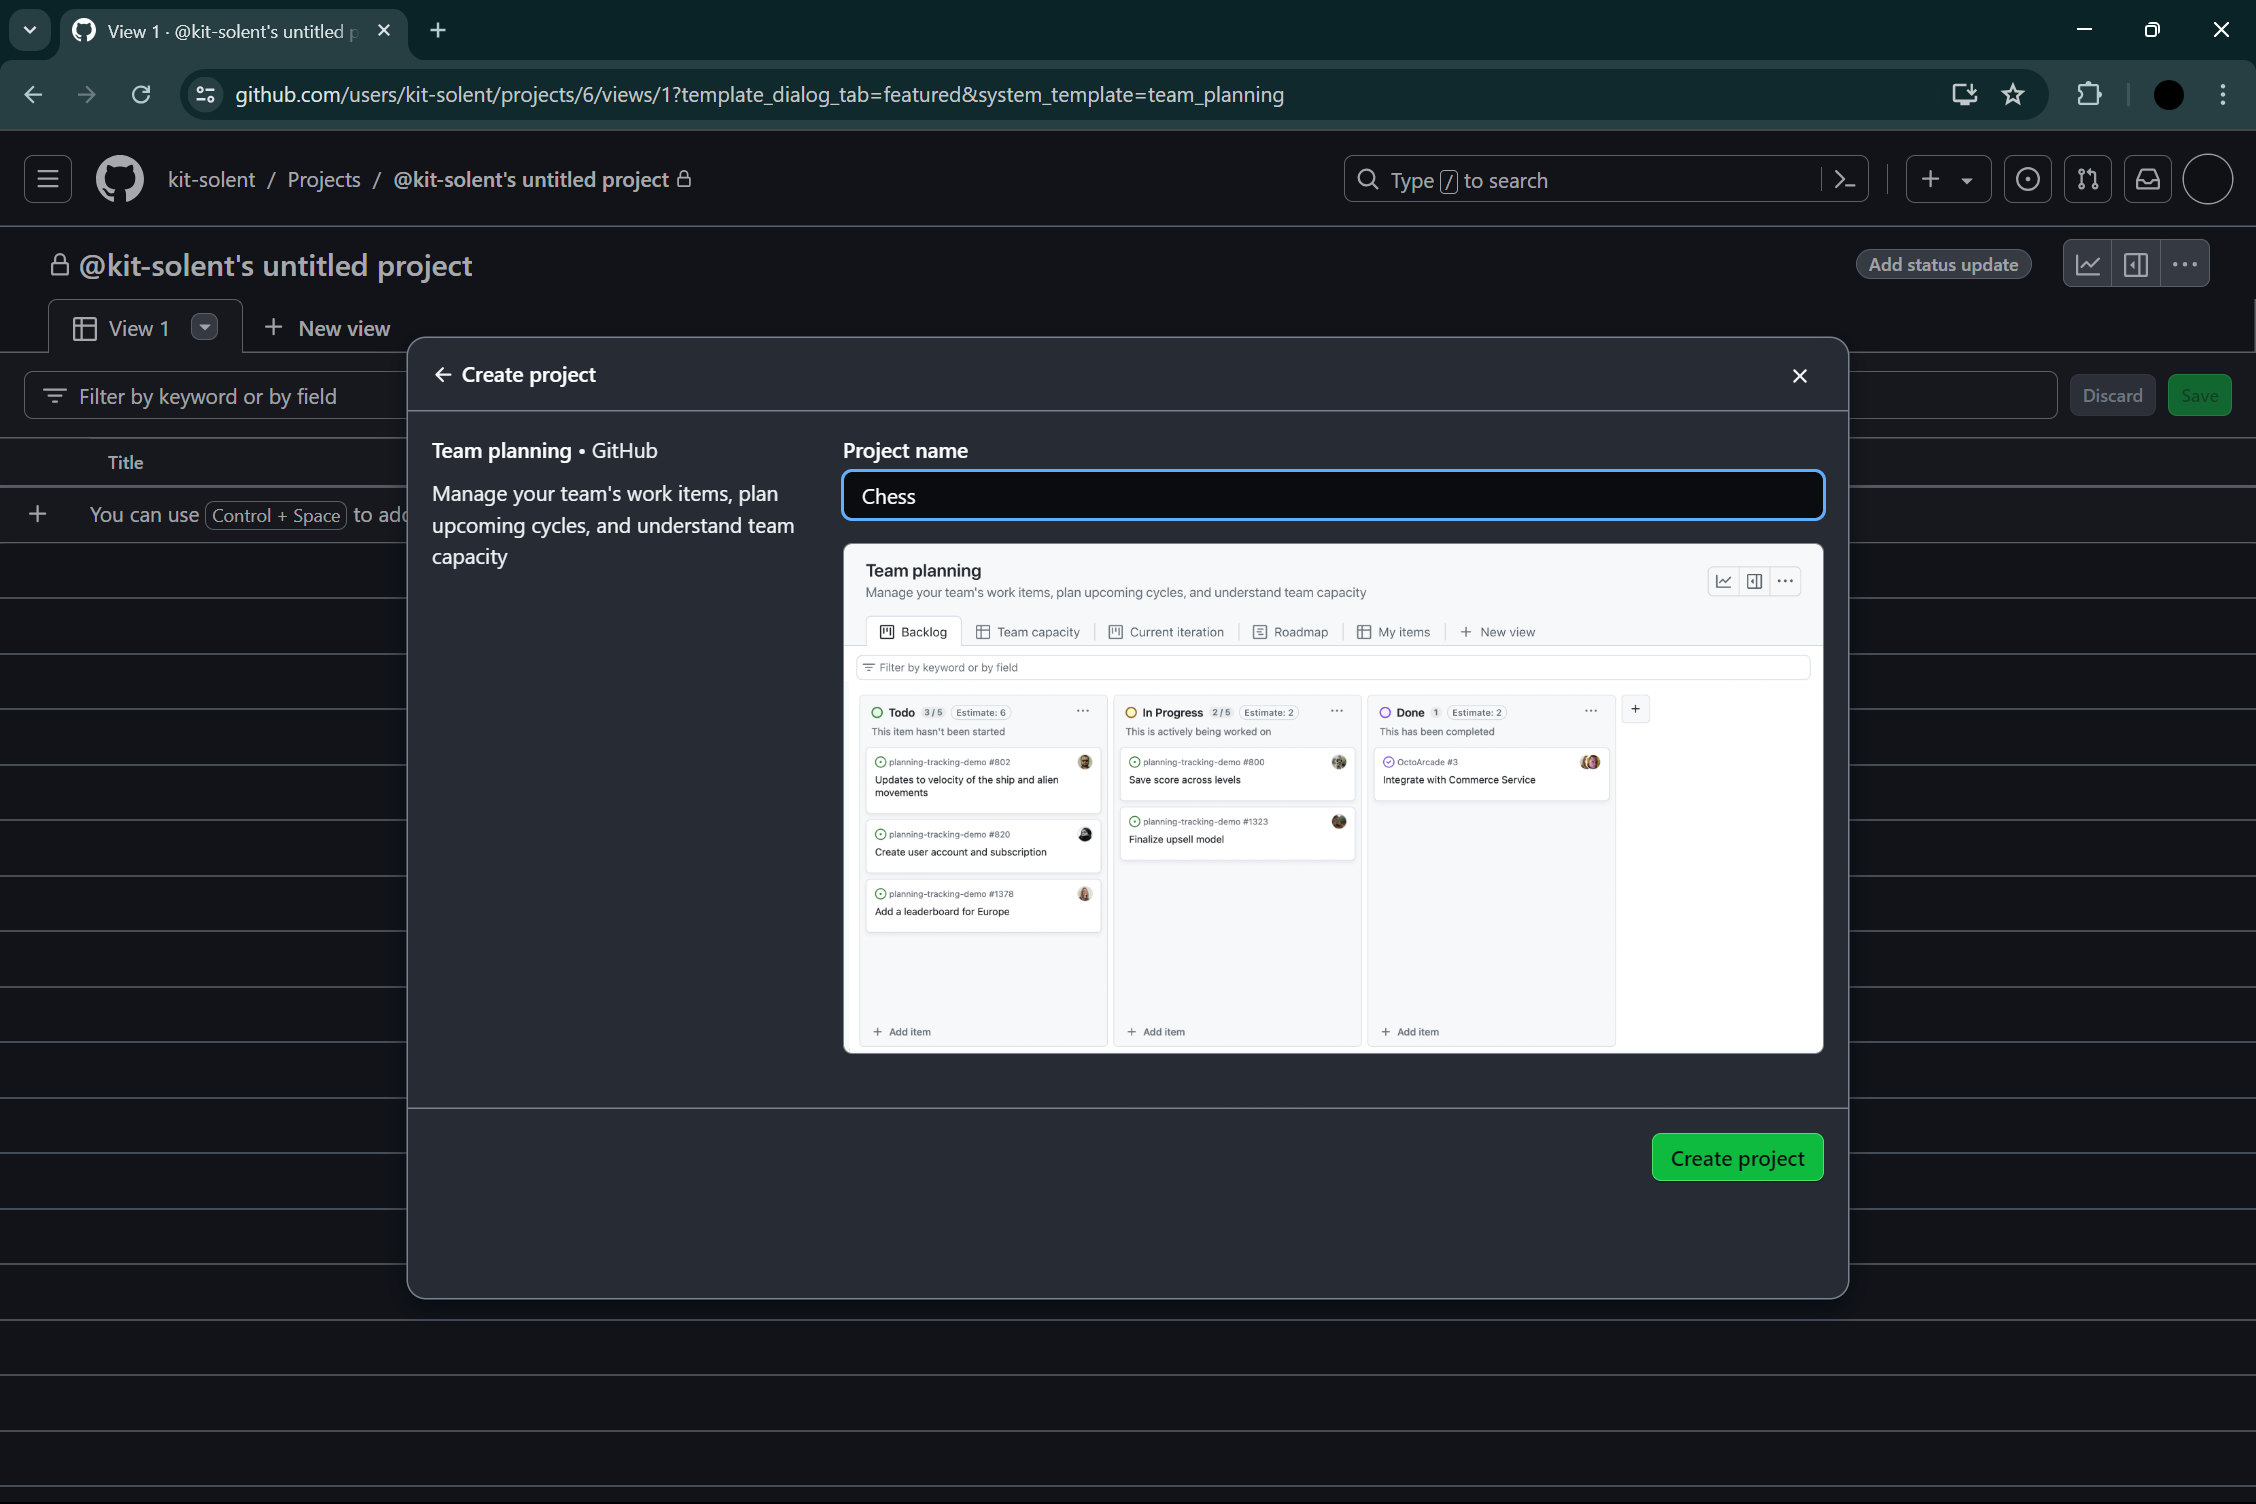 View 1 · @kit-solent's untitled p
github.com/users/kit-solent/projects/6/views/1?template_dialog_tab=featured&system_template=team_planning
kit-solent / Projects / @kit-solent's untitled project
Type / to search
@kit-solent's untitled project
Add status update
View 1
New view
Filter by keyword or by field
Discard
Save
Title
You can use Control + Space to add
Create project
Team planning • GitHub
Manage your team's work items, plan
upcoming cycles, and understand team
capacity
Project name
Chess
Team planning
Manage your team's work items, plan upcoming cycles, and understand team capacity
Backlog
Team capacity
Current iteration
Roadmap
My items
New view
Filter by keyword or by field
Todo 3 / 5 Estimate: 6
This item hasn't been started
planning-tracking-demo #802
Updates to velocity of the ship and alien
movements
planning-tracking-demo #820
Create user account and subscription
planning-tracking-demo #1378
Add a leaderboard for Europe
+ Add item
In Progress 2 / 5 Estimate: 2
This is actively being worked on
planning-tracking-demo #800
Save score across levels
planning-tracking-demo #1323
Finalize upsell model
+ Add item
Done 1 Estimate: 2
This has been completed
OctoArcade #3
Integrate with Commerce Service
+ Add item
Create project